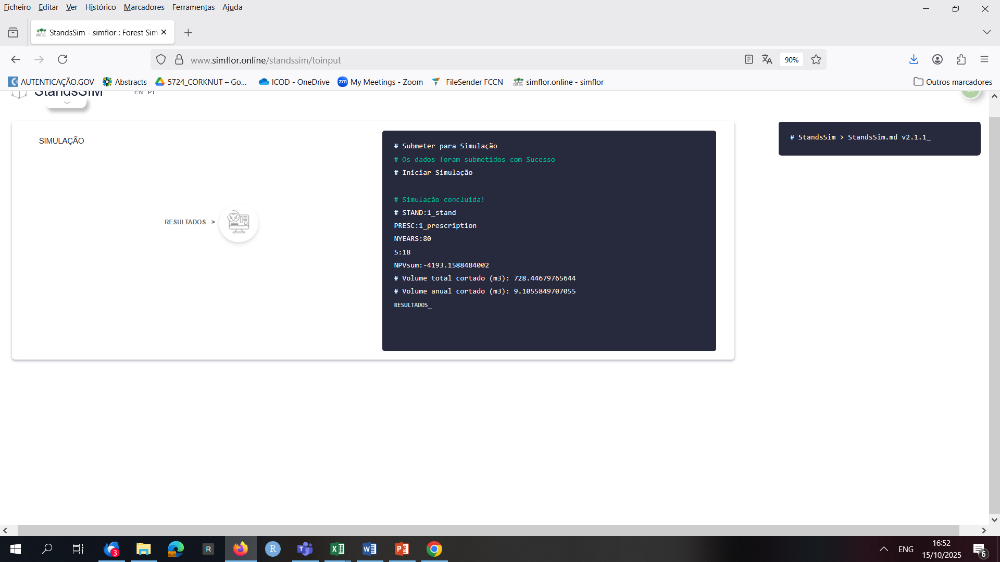 Ficheiro Editar Ver Histórico Marcadores Ferramentas Ajuda
StandsSim - simflor : Forest Sim
www.simflor.online/standssim/toinput
90%
AUTENTICAÇÃO.GOV Abstracts 5724_CORKNUT – Go... ICOD - OneDrive zm My Meetings - Zoom FileSender FCCN simflor.online - simflor Outros marcadores
StandsSIM EN PT
SIMULAÇÃO
RESULTADOS -->
# Submeter para Simulação
# Os dados foram submetidos com Sucesso
# Iniciar Simulação
# Simulação concluída!
# STAND:1_stand
PRESC:1_prescription
NYEARS:80
S:18
NPVsum:-4193.1588484002
# Volume total cortado (m3): 728.44679765644
# Volume anual cortado (m3): 9.1055849707055
RESULTADOS_
# StandsSim > StandsSim.md v2.1.1_
3
R
R
ENG
16:52
15/10/2025
6